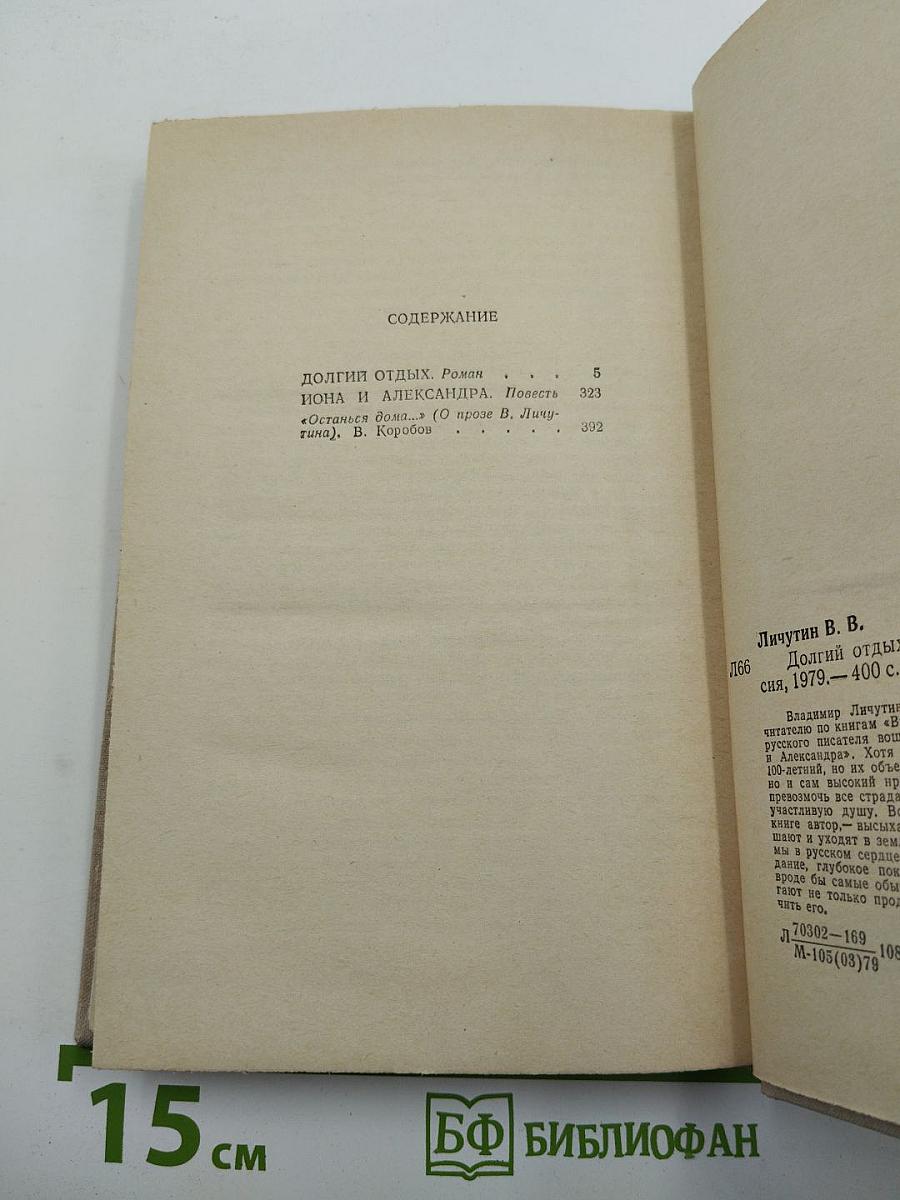 СОДЕРЖАНИЕ
ДОЛГИЙ ОТДЫХ. Роман . . . 5
ИОНА И АЛЕКСАНДРА. Повесть 323
«Останься дома...» (О прозе В. Личу-
тина). В. Коробов . . . . . 392
Личутин В. В.
Л66 Долгий отдых
сия, 1979.— 400 с.
Владимир Личутин
читателю по книгам «В
русского писателя вош
и Александра». Хотя
100-летний, но их объе
но и сам высокий нр
превозмочь все страда
участливую душу. Вс
книге автор,— высыха
шают и уходят в земл
мы в русском сердце
дание, глубокое пок
вроде бы самые обы
гают не только прод
чить его.
Л 70302—169
М-105(03)79 108
15 см
БФ БИБЛИОФАН